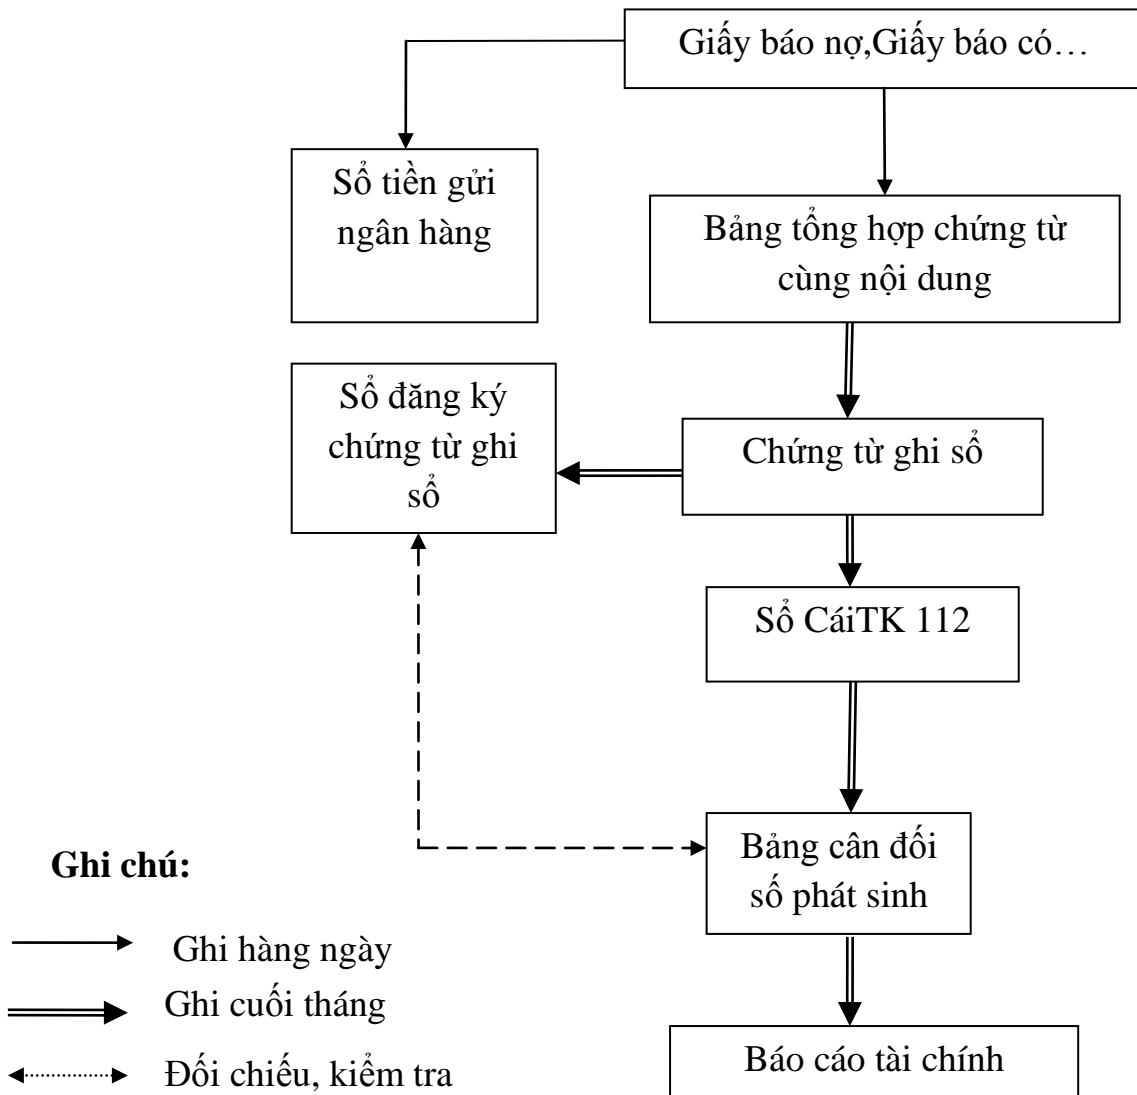 Giấy báo nợ,Giấy báo có…
Sổ tiền gửi
ngân hàng
Bảng tổng hợp chứng từ
cùng nội dung
Sổ đăng ký
chứng từ ghi
sổ
Chứng từ ghi sổ
Sổ CáiTK 112
Bảng cân đối
số phát sinh
Báo cáo tài chính
Ghi chú:
Ghi hàng ngày
Ghi cuối tháng
Đối chiếu, kiểm tra